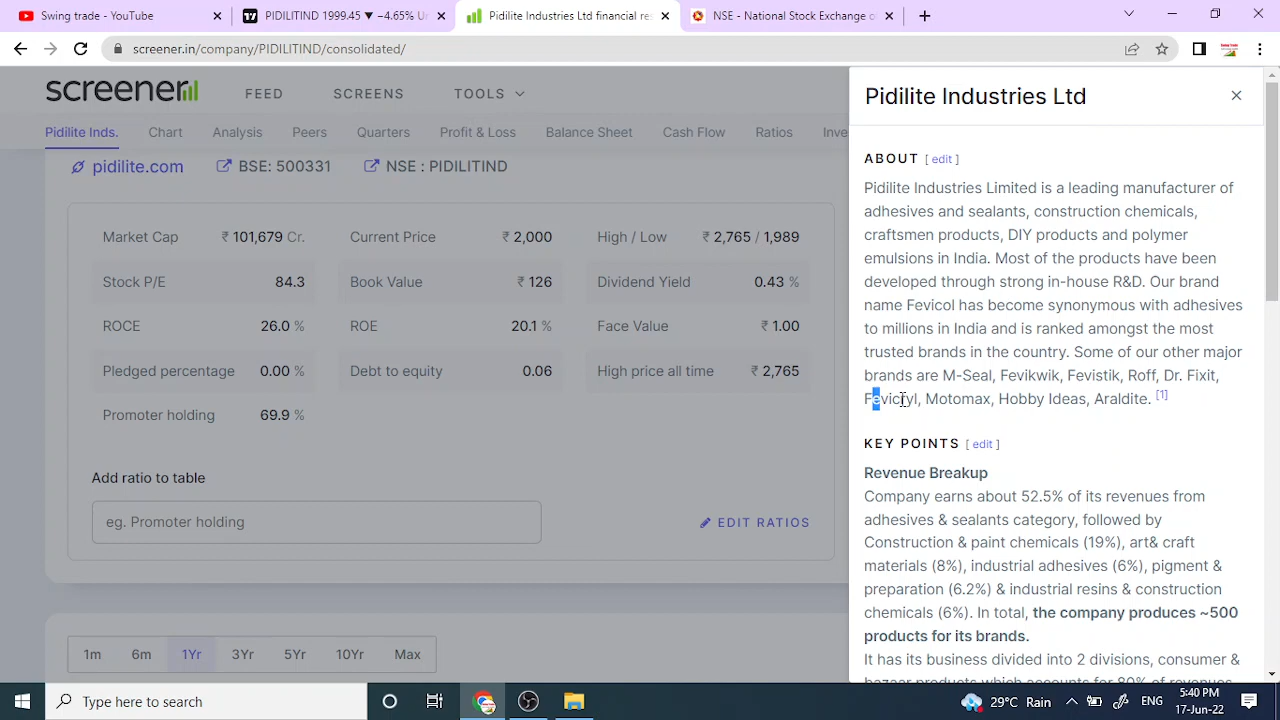 Swing trade - YouTube
PIDILITIND 1999.45 ▼ −4.65% Un
Pidilite Industries Ltd financial res
NSE - National Stock Exchange o
screener.in/company/PIDILITIND/consolidated/
screener
FEED
SCREENS
TOOLS
Pidilite Inds.
Chart
Analysis
Peers
Quarters
Profit & Loss
Balance Sheet
Cash Flow
Ratios
Inve
pidilite.com
BSE: 500331
NSE : PIDILITIND
Market Cap ₹ 101,679 Cr.
Current Price ₹ 2,000
High / Low ₹ 2,765 / 1,989
Stock P/E 84.3
Book Value ₹ 126
Dividend Yield 0.43 %
ROCE 26.0 %
ROE 20.1 %
Face Value ₹ 1.00
Pledged percentage 0.00 %
Debt to equity 0.06
High price all time ₹ 2,765
Promoter holding 69.9 %
Add ratio to table
eg. Promoter holding
EDIT RATIOS
1m 6m 1Yr 3Yr 5Yr 10Yr Max
Pidilite Industries Ltd
ABOUT [ edit ]
Pidilite Industries Limited is a leading manufacturer of
adhesives and sealants, construction chemicals,
craftsmen products, DIY products and polymer
emulsions in India. Most of the products have been
developed through strong in-house R&D. Our brand
name Fevicol has become synonymous with adhesives
to millions in India and is ranked amongst the most
trusted brands in the country. Some of our other major
brands are M-Seal, Fevikwik, Fevistik, Roff, Dr. Fixit,
Fevicryl, Motomax, Hobby Ideas, Araldite. [1]
KEY POINTS [ edit ]
Revenue Breakup
Company earns about 52.5% of its revenues from
adhesives & sealants category, followed by
Construction & paint chemicals (19%), art& craft
materials (8%), industrial adhesives (6%), pigment &
preparation (6.2%) & industrial resins & construction
chemicals (6%). In total, the company produces ~500
products for its brands.
It has its business divided into 2 divisions, consumer &
bazaar products which accounts for 80% of revenues
Type here to search
29°C Rain
ENG
5:40 PM
17-Jun-22